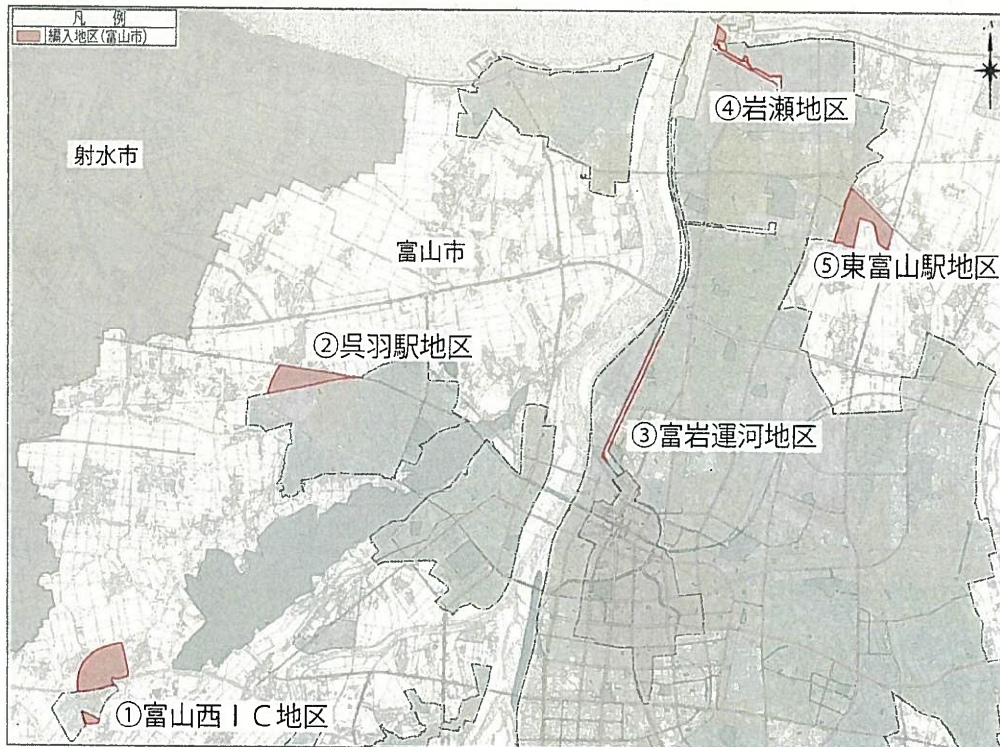 凡 例
編入地区(富山市)
④岩瀬地区
射水市
富山市
⑤東富山駅地区
②呉羽駅地区
③富岩運河地区
①富山西IC地区